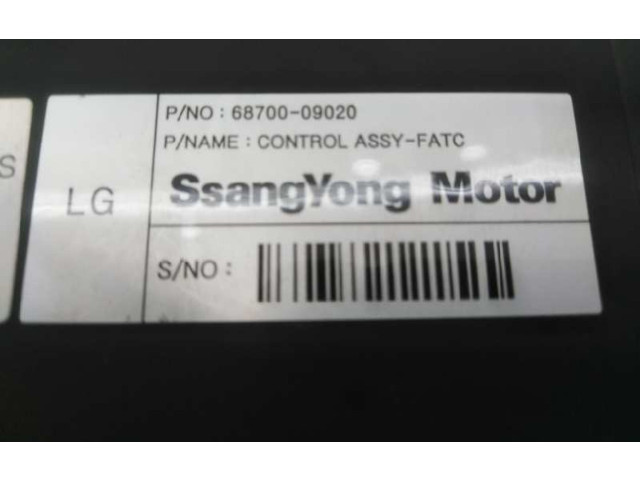 S
LG
P/NO : 68700-09020
P/NAME : CONTROL ASSY-FATC
SsangYong Motor
S/NO :